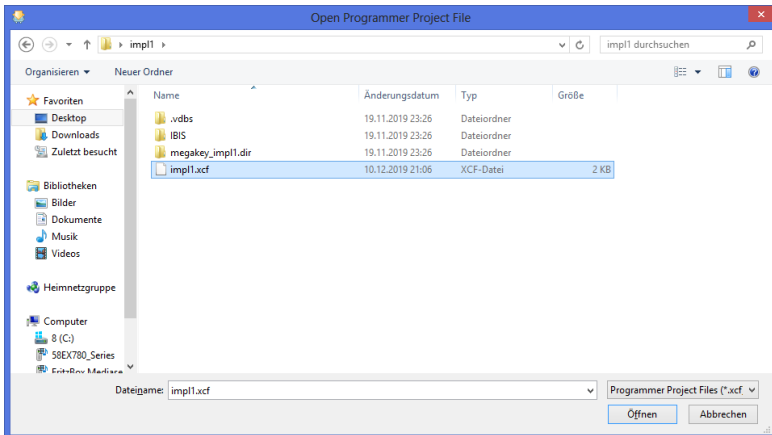 Open Programmer Project File
impl1
impl1 durchsuchen
Organisieren Neuer Ordner
Name Änderungsdatum Typ Größe
.vdbs 19.11.2019 23:26 Dateiordner
IBIS 19.11.2019 23:26 Dateiordner
megakey_impl1.dir 19.11.2019 23:26 Dateiordner
impl1.xcf 10.12.2019 21:06 XCF-Datei 2 KB
Favoriten
Desktop
Downloads
Zuletzt besucht
Bibliotheken
Bilder
Dokumente
Musik
Videos
Heimnetzgruppe
Computer
8 (C:)
58EX780_Series
FritzBox Mediase
Dateiname: impl1.xcf
Programmer Project Files (*.xcf
Öffnen Abbrechen